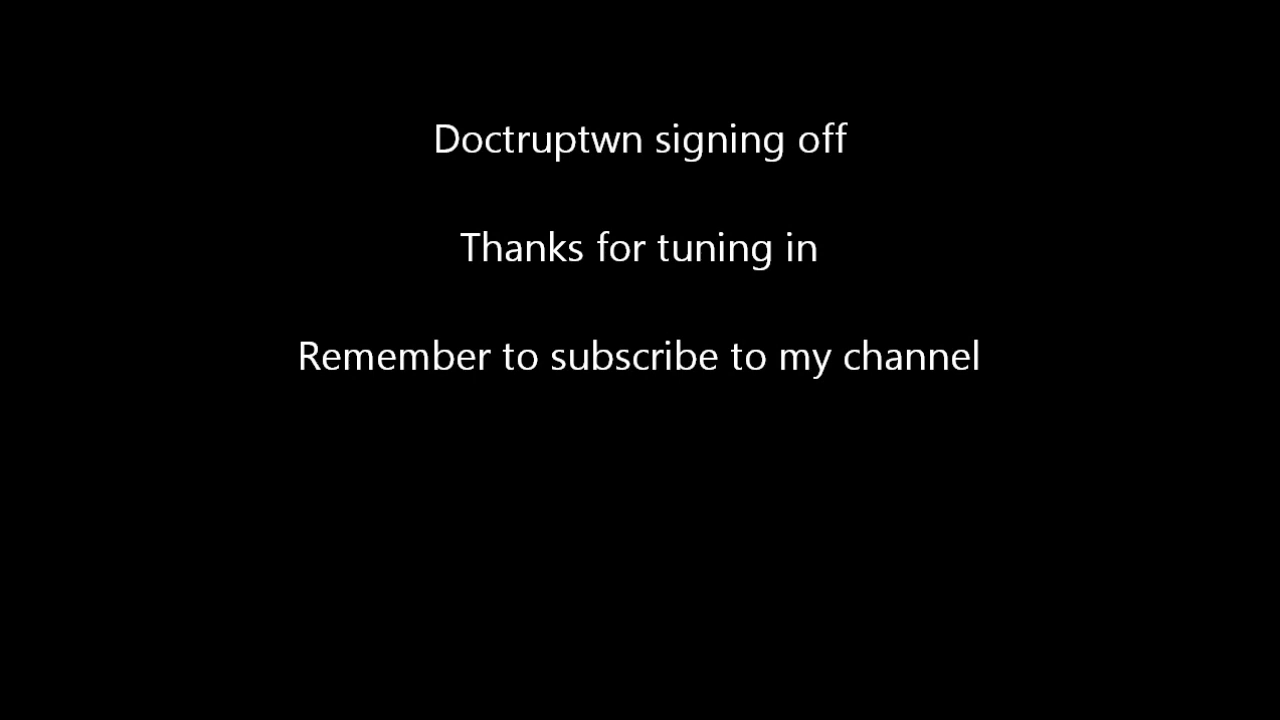 Doctruptwn signing off
Thanks for tuning in
Remember to subscribe to my channel